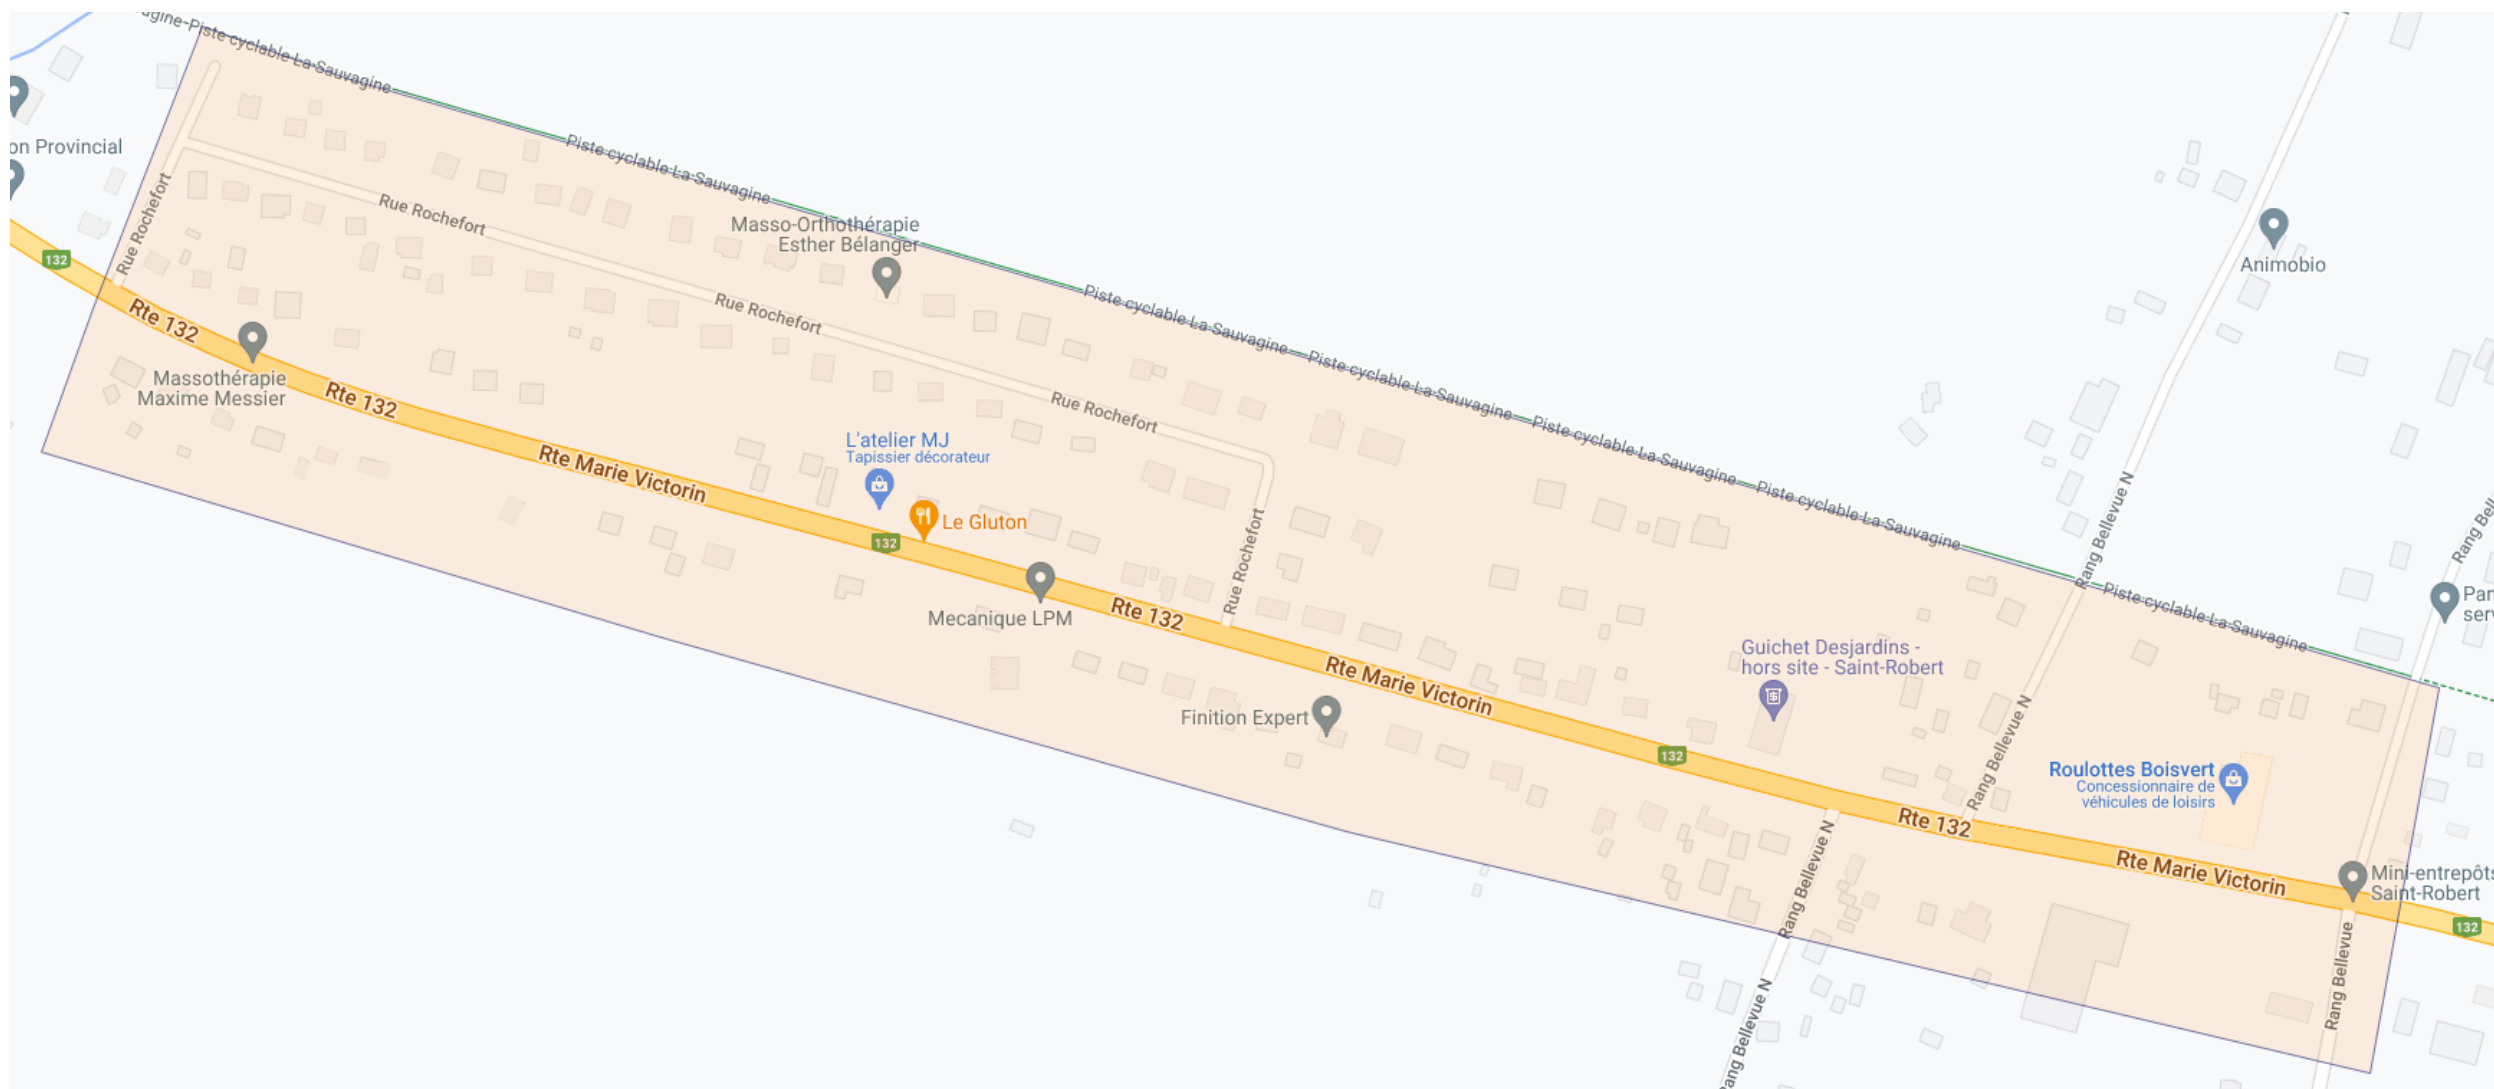 Piste cyclable La Sauvagine
on Provincial
Rue Rochefort
132
Rte 132
Rue Rochefort
Piste cyclable La Sauvagine
Masso-Orthothérapie
Esther Bélanger
Piste cyclable La Sauvagine
Piste cyclable La Sauvagine
Piste cyclable La Sauvagine
Piste cyclable La Sauvagine
Piste cyclable La Sauvagine
Animobio
Rue Rochefort
Massothérapie
Maxime Messier
Rte 132
Rue Rochefort
Rte Marie Victorin
L'atelier MJ
Tapissier décorateur
Le Gluton
132
Mecanique LPM
Rte 132
Rue Rochefort
Rang Bellevue N
Rang Bell
Pan
serv
Rte Marie Victorin
Finition Expert
132
Guichet Desjardins -
hors site - Saint-Robert
Rang Bellevue N
Roulottes Boisvert
Concessionnaire de
véhicules de loisirs
Rte 132
Rang Bellevue N
Rte Marie Victorin
Mini-entrepôts
Saint-Robert
132
Rang Bellevue
Rang Bellevue N